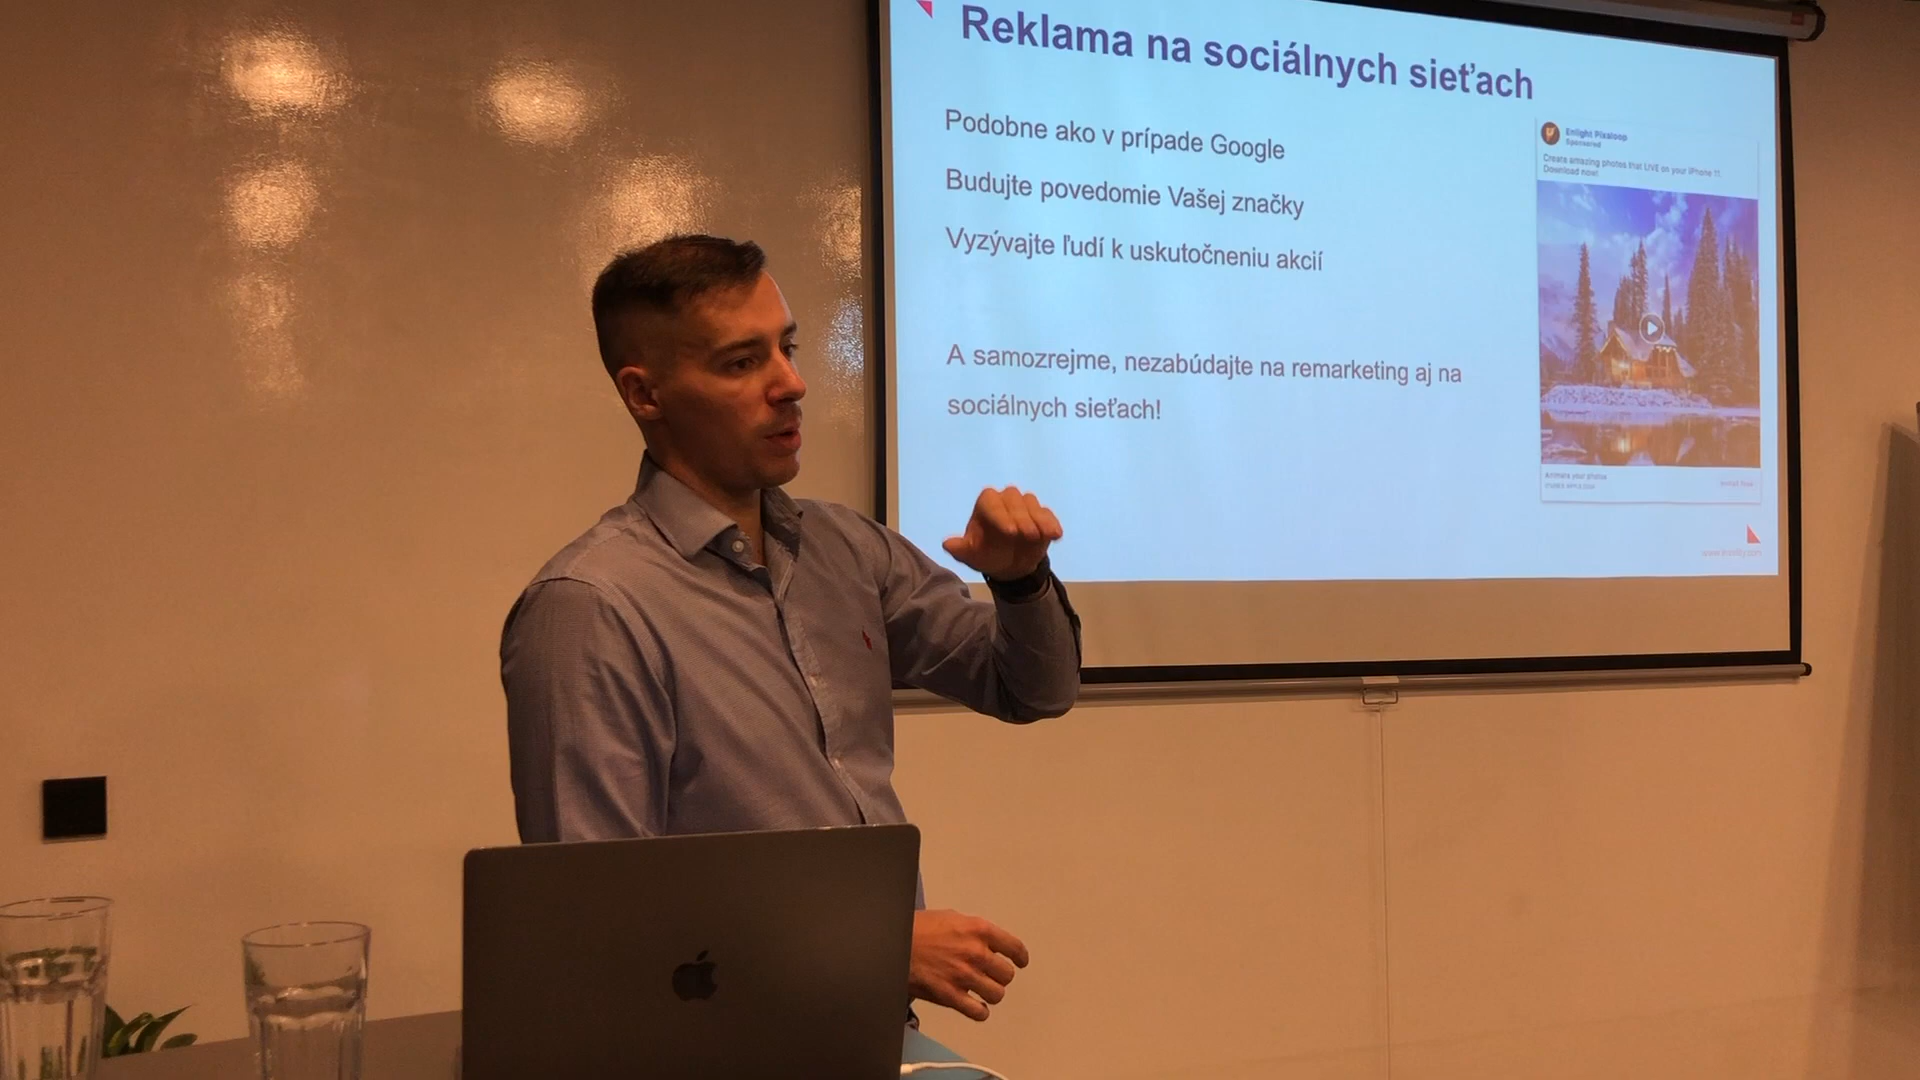 Reklama na sociálnych sieťach
Podobne ako v prípade Google
Budujte povedomie Vašej značky
Vyzývajte ľudí k uskutočneniu akcií
A samozrejme, nezabúdajte na remarketing aj na
sociálnych sieťach!
Enlight Pixaloop
Sponsored
Create amazing photos that LIVE on your iPhone 11.
Download now!
Animate your photos